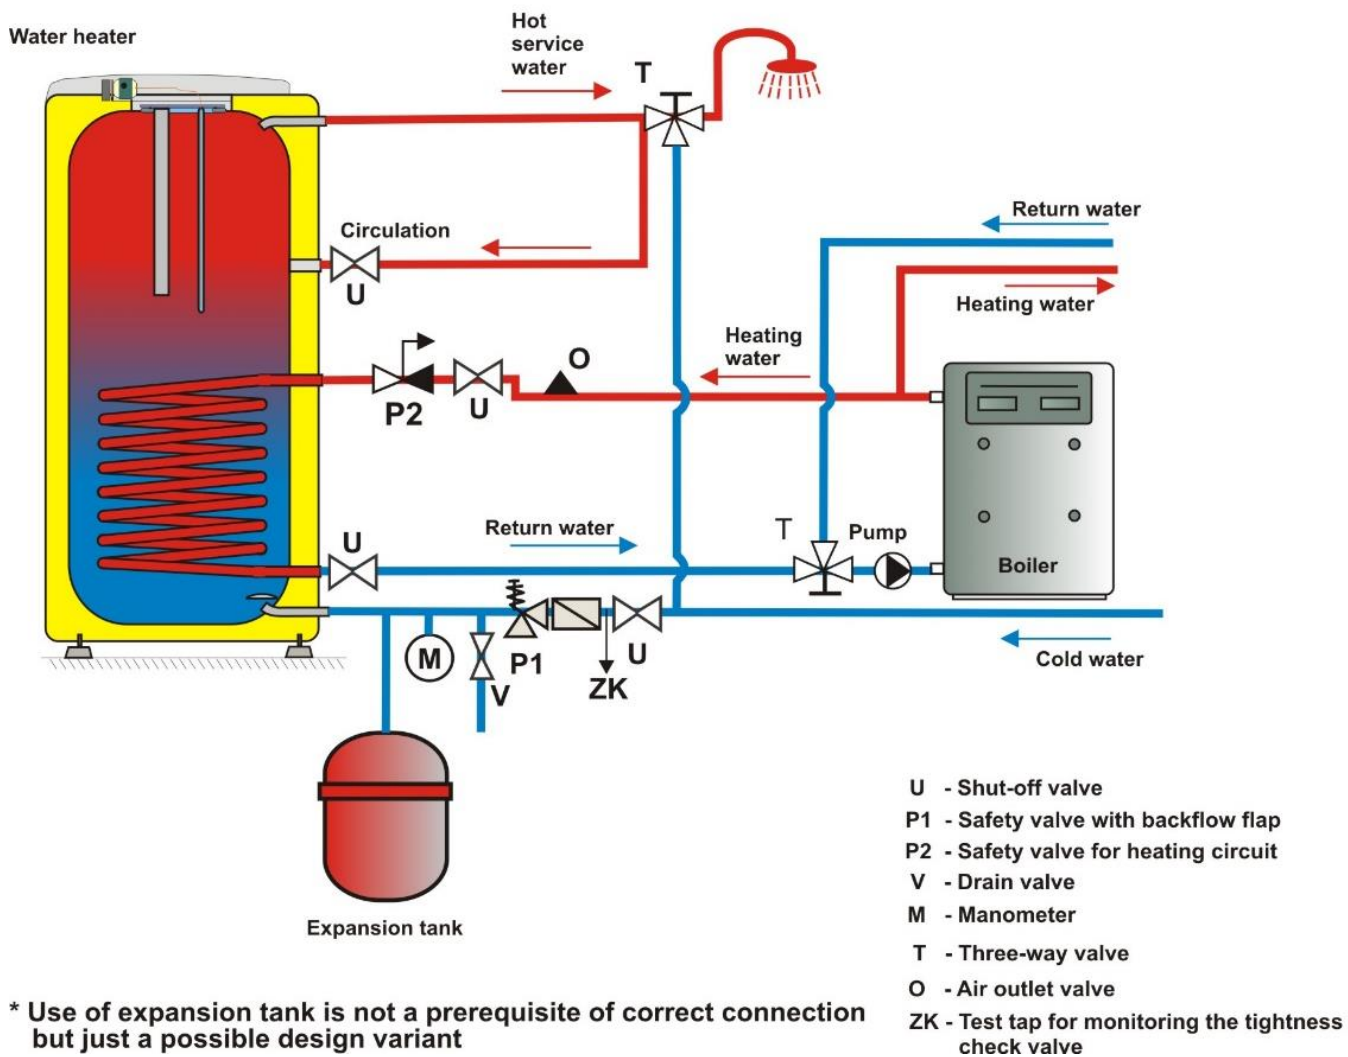 Water heater
Hot
service
water
T
Return water
Circulation
U
Heating water
Heating
water
O
P2
U
U
Return water
T
Pump
Boiler
M
V
P1
ZK
U
Cold water
Expansion tank
U - Shut-off valve
P1 - Safety valve with backflow flap
P2 - Safety valve for heating circuit
V - Drain valve
M - Manometer
T - Three-way valve
O - Air outlet valve
ZK - Test tap for monitoring the tightness
check valve
* Use of expansion tank is not a prerequisite of correct connection
but just a possible design variant